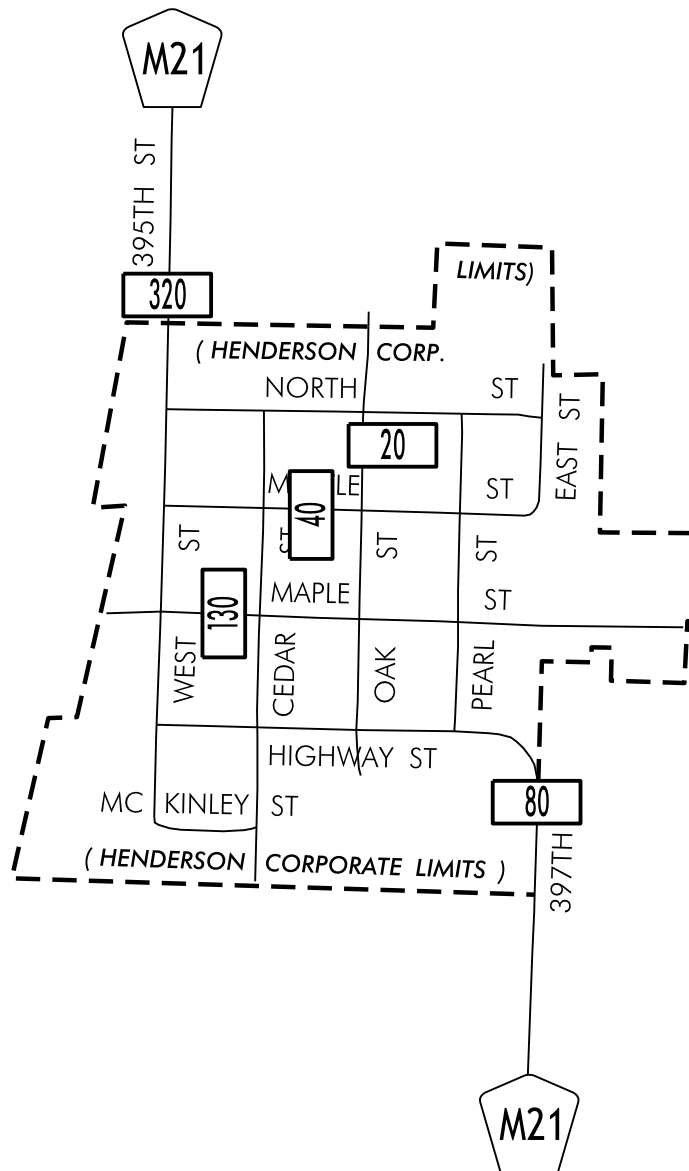 M21
395TH ST
320
LIMITS)
( HENDERSON CORP.
NORTH ST
EAST ST
20
ST
40
ST
ST
ST
ST
130
MAPLE ST
WEST
CEDAR
OAK
PEARL
HIGHWAY ST
80
MC KINLEY ST
( HENDERSON CORPORATE LIMITS )
397TH
M21